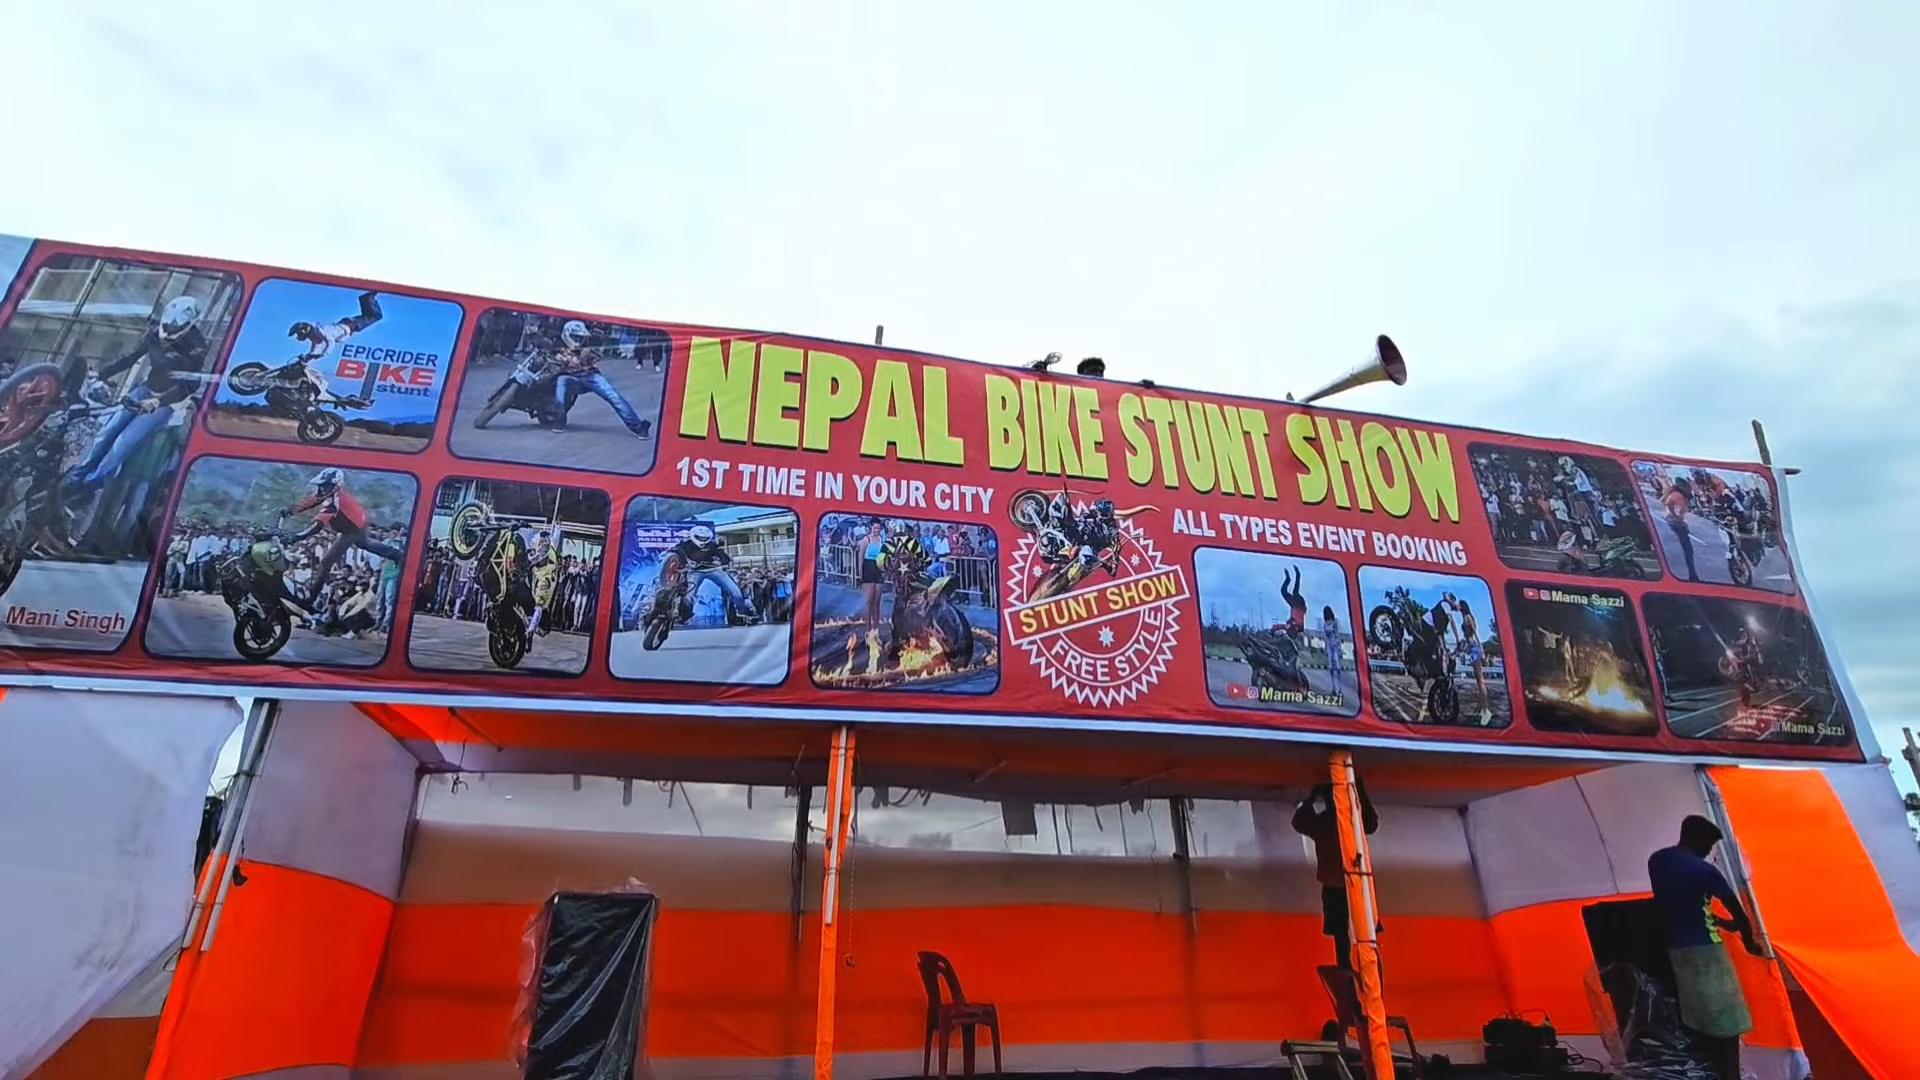 NEPAL BIKE STUNT SHOW
1ST TIME IN YOUR CITY
ALL TYPES EVENT BOOKING
EPICRIDER
BIKE
stunt
Mani Singh
STUNT SHOW
FREE STYLE
Mama Sazzi
Mama Sazzi
Mama Sazzi